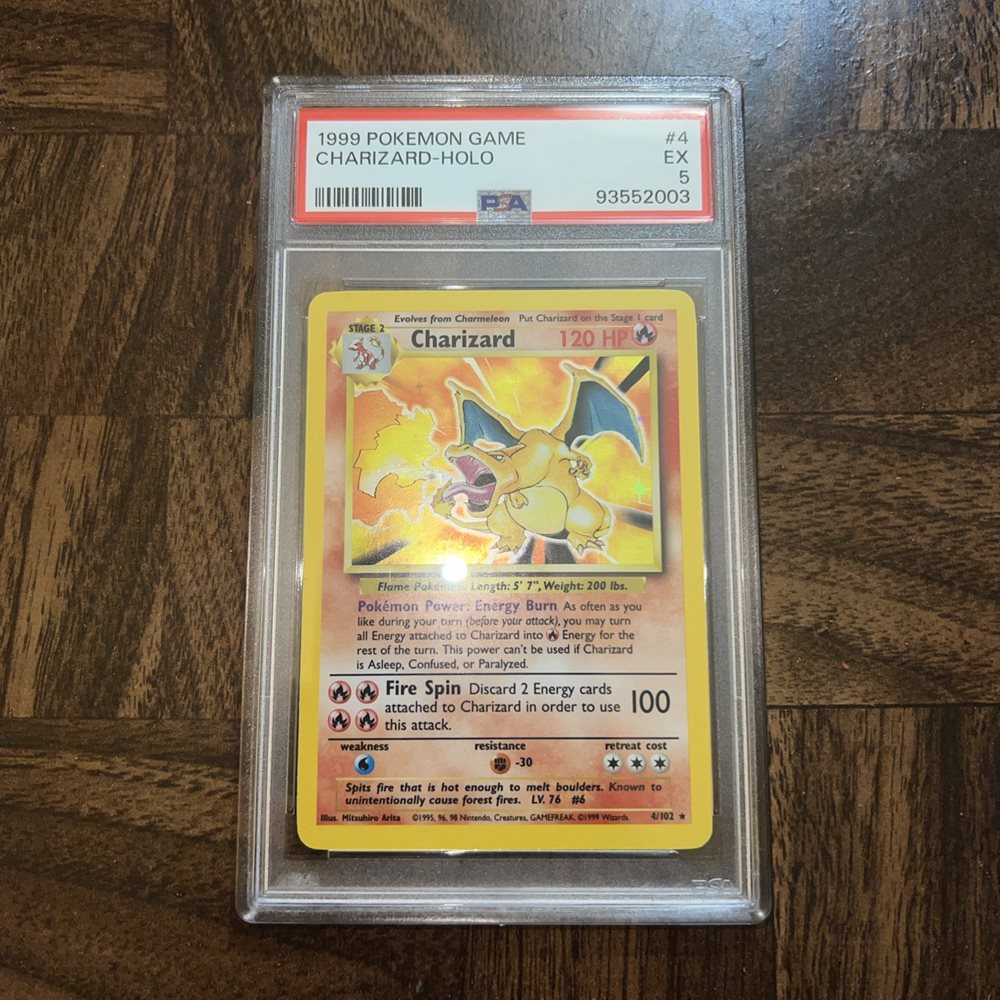 1999 POKEMON GAME #4
CHARIZARD-HOLO EX
5
PSA 93552003
Evolves from Charmeleon Put Charizard on the Stage 1 card
STAGE 2
Charizard 120 HP
Flame Pokémon. Length: 5' 7", Weight: 200 lbs.
Pokémon Power: Energy Burn As often as you
like during your turn (before your attack), you may turn
all Energy attached to Charizard into Energy for the
rest of the turn. This power can't be used if Charizard
is Asleep, Confused, or Paralyzed.
Fire Spin Discard 2 Energy cards
attached to Charizard in order to use 100
this attack.
weakness resistance retreat cost
-30
Spits fire that is hot enough to melt boulders. Known to
unintentionally cause forest fires. LV. 76 #6
Illus. Mitsuhiro Arita ©1995, 96, 98 Nintendo, Creatures, GAMEFREAK. ©1999 Wizards. 4/102 ★
PSA